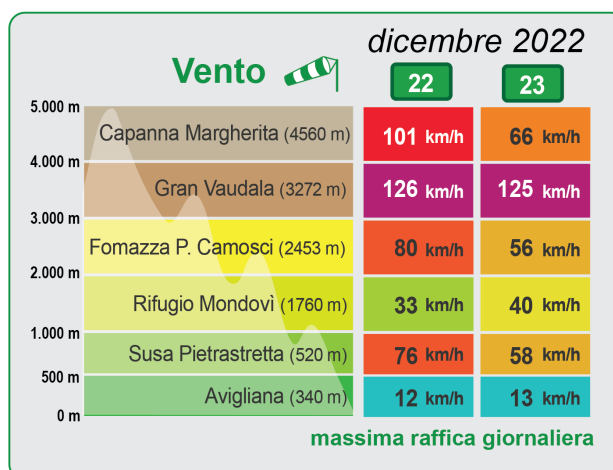 dicembre 2022
Vento
22 23
5.000 m
Capanna Margherita (4560 m) 101 km/h 66 km/h
4.000 m
Gran Vaudala (3272 m) 126 km/h 125 km/h
3.000 m
Fomazza P. Camosci (2453 m) 80 km/h 56 km/h
2.000 m
Rifugio Mondovì (1760 m) 33 km/h 40 km/h
1.000 m
Susa Pietrastretta (520 m) 76 km/h 58 km/h
500 m
Avigliana (340 m) 12 km/h 13 km/h
0 m
massima raffica giornaliera